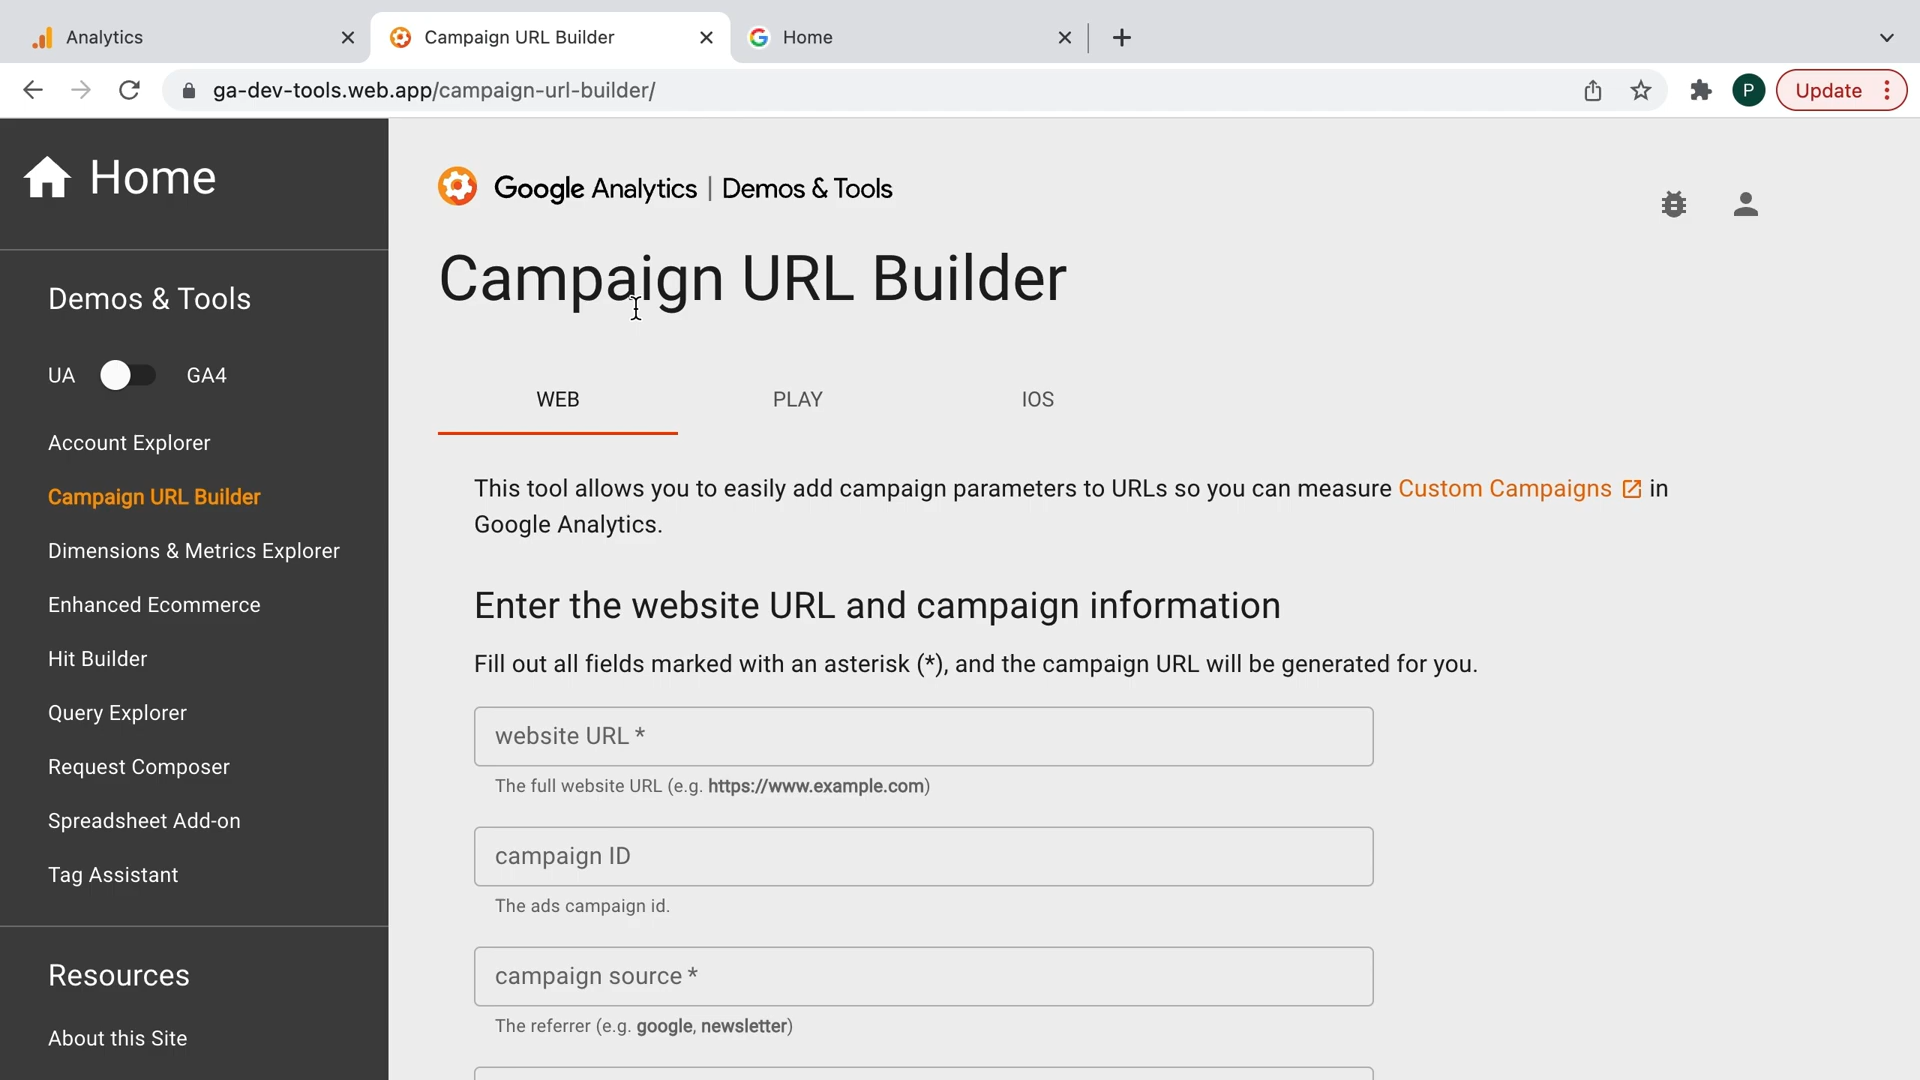 Analytics
Campaign URL Builder
Home
ga-dev-tools.web.app/campaign-url-builder/
P
Update
Home
Demos & Tools
UA
GA4
Account Explorer
Campaign URL Builder
Dimensions & Metrics Explorer
Enhanced Ecommerce
Hit Builder
Query Explorer
Request Composer
Spreadsheet Add-on
Tag Assistant
Resources
About this Site
Google Analytics | Demos & Tools
Campaign URL Builder
WEB
PLAY
IOS
This tool allows you to easily add campaign parameters to URLs so you can measure Custom Campaigns in
Google Analytics.
Enter the website URL and campaign information
Fill out all fields marked with an asterisk (*), and the campaign URL will be generated for you.
website URL *
The full website URL (e.g. https://www.example.com)
campaign ID
The ads campaign id.
campaign source *
The referrer (e.g. google, newsletter)